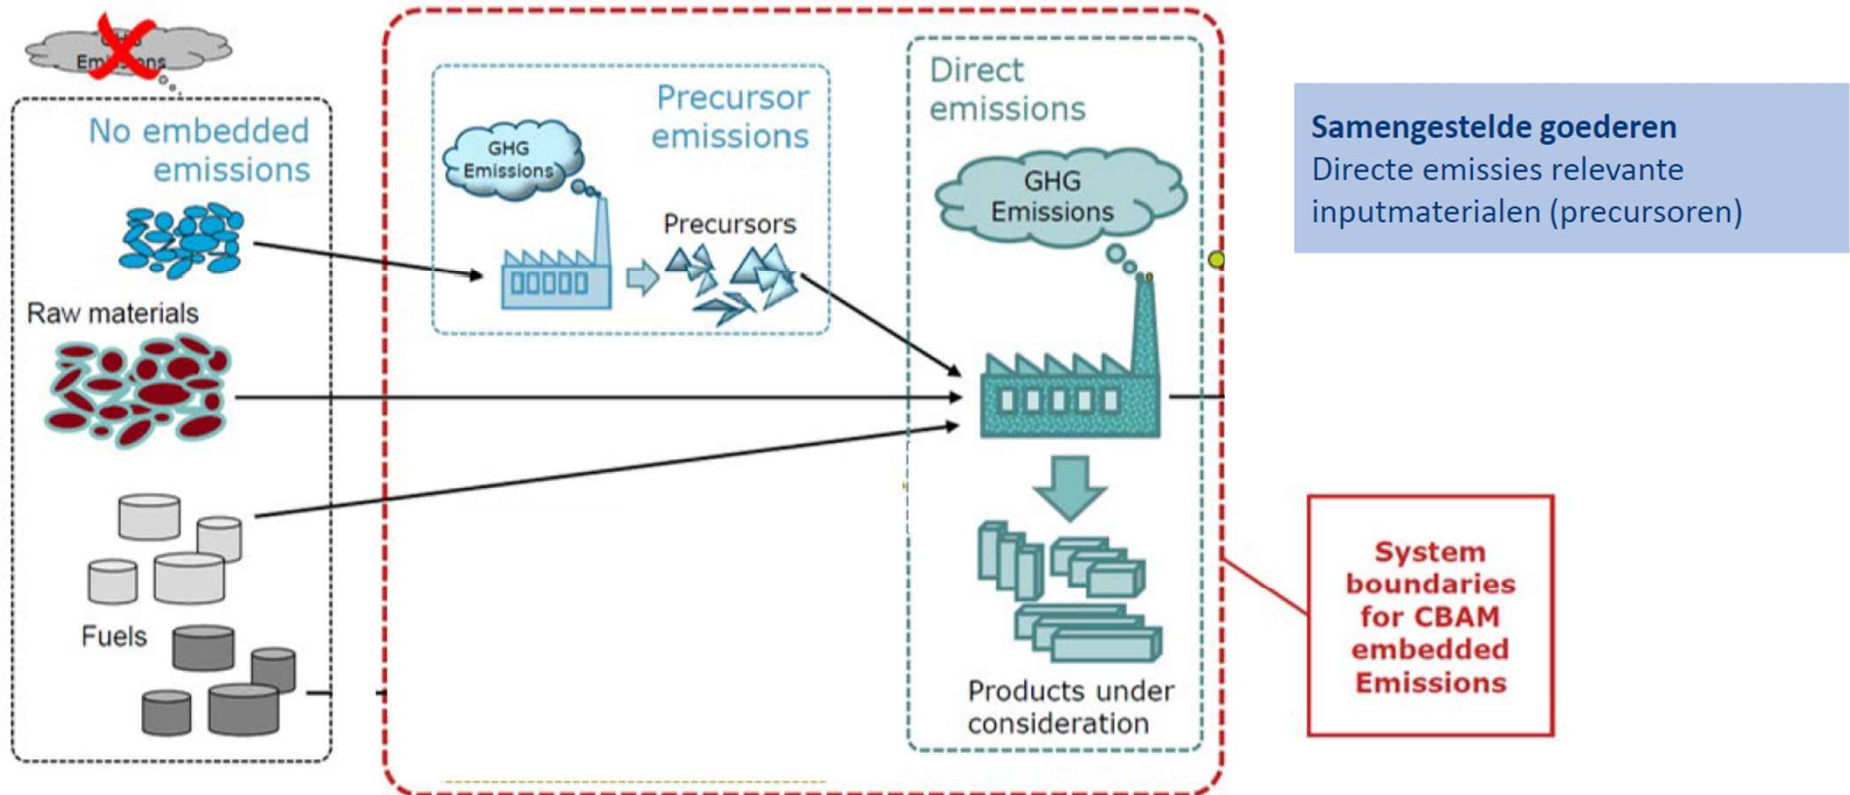 Emissions
No embedded
emissions
Raw materials
Fuels
Precursor
emissions
GHG
Emissions
Precursors
Direct
emissions
GHG
Emissions
Products under
consideration
Samengestelde goederen
Directe emissies relevante
inputmaterialen (precursoren)
System
boundaries
for CBAM
embedded
Emissions